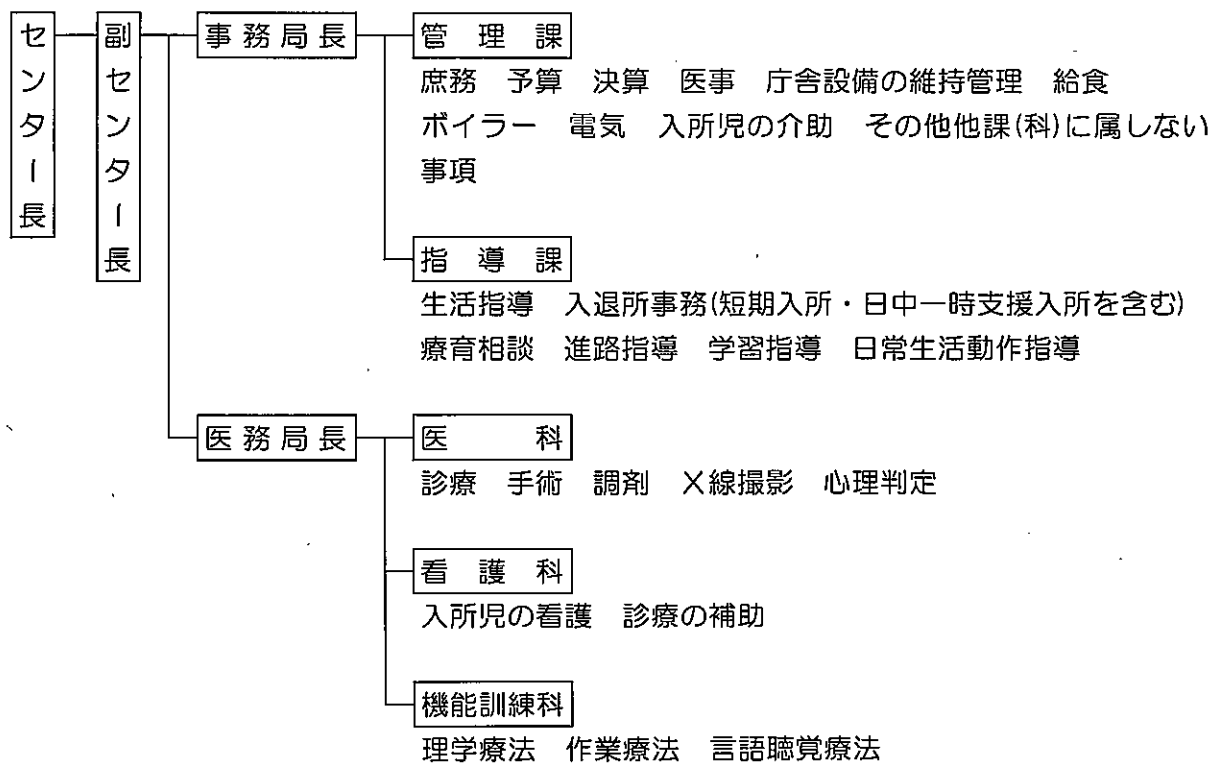 センター長
副センター長
事務局長
管理課
庶務 予算 決算 医事 庁舎設備の維持管理 給食
ボイラー 電気 入所児の介助 その他他課(科)に属しない
事項
指導課
生活指導 入退所事務(短期入所・日中一時支援入所を含む)
療育相談 進路指導 学習指導 日常生活動作指導
医務局長
医科
診療 手術 調剤 X線撮影 心理判定
看護科
入所児の看護 診療の補助
機能訓練科
理学療法 作業療法 言語聴覚療法